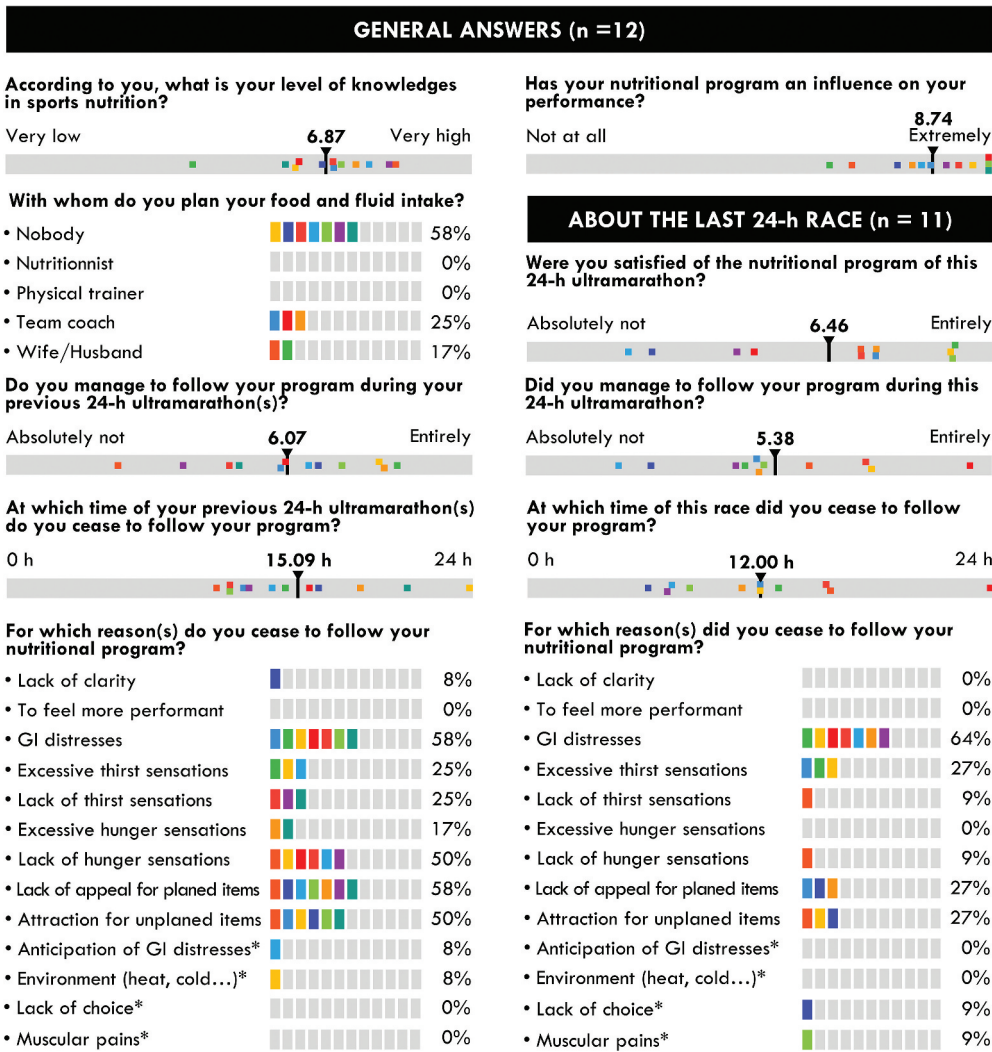 GENERAL ANSWERS (n =12)
According to you, what is your level of knowledges
in sports nutrition?
Very low
6.87
Very high
With whom do you plan your food and fluid intake?
• Nobody 58%
• Nutritionnist 0%
• Physical trainer 0%
• Team coach 25%
• Wife/Husband 17%
Do you manage to follow your program during your
previous 24-h ultramarathon(s)?
Absolutely not
6.07
Entirely
At which time of your previous 24-h ultramarathon(s)
do you cease to follow your program?
0 h
15.09 h
24 h
For which reason(s) do you cease to follow your
nutritional program?
• Lack of clarity 8%
• To feel more performant 0%
• GI distresses 58%
• Excessive thirst sensations 25%
• Lack of thirst sensations 25%
• Excessive hunger sensations 17%
• Lack of hunger sensations 50%
• Lack of appeal for planed items 58%
• Attraction for unplaned items 50%
• Anticipation of GI distresses* 8%
• Environment (heat, cold...)* 8%
• Lack of choice* 0%
• Muscular pains* 0%
Has your nutritional program an influence on your
performance?
8.74
Not at all
Extremely
ABOUT THE LAST 24-h RACE (n = 11)
Were you satisfied of the nutritional program of this
24-h ultramarathon?
Absolutely not
6.46
Entirely
Did you manage to follow your program during this
24-h ultramarathon?
Absolutely not
5.38
Entirely
At which time of this race did you cease to follow
your program?
0 h
12.00 h
24 h
For which reason(s) did you cease to follow your
nutritional program?
• Lack of clarity 0%
• To feel more performant 0%
• GI distresses 64%
• Excessive thirst sensations 27%
• Lack of thirst sensations 9%
• Excessive hunger sensations 0%
• Lack of hunger sensations 9%
• Lack of appeal for planed items 27%
• Attraction for unplaned items 27%
• Anticipation of GI distresses* 0%
• Environment (heat, cold...)* 0%
• Lack of choice* 9%
• Muscular pains* 9%